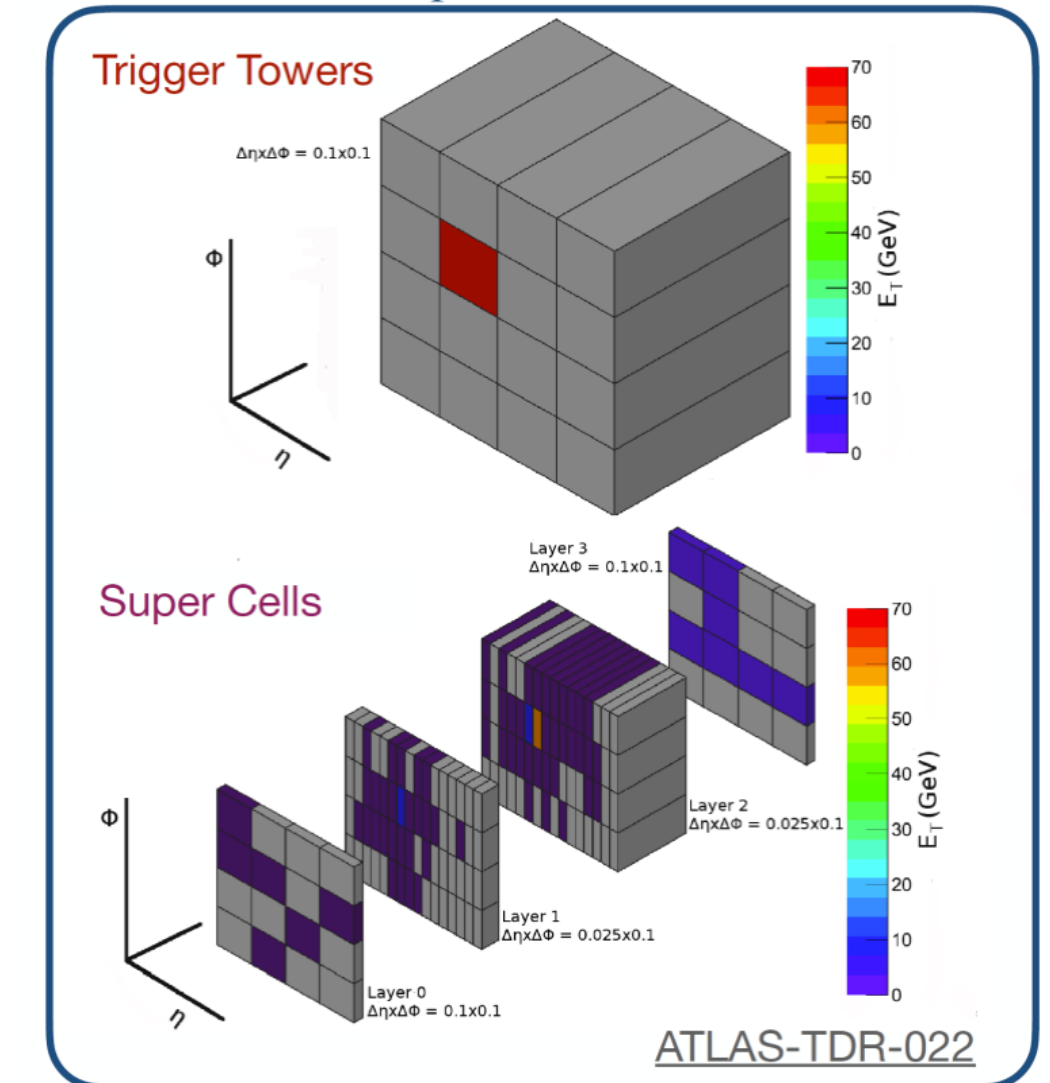 Trigger Towers
ΔηxΔΦ = 0.1x0.1
Φ
η
70
60
50
40
30
20
10
0
E_T (GeV)
Super Cells
Layer 3
ΔηxΔΦ = 0.1x0.1
Layer 2
ΔηxΔΦ = 0.025x0.1
Layer 1
ΔηxΔΦ = 0.025x0.1
Layer 0
ΔηxΔΦ = 0.1x0.1
Φ
η
70
60
50
40
30
20
10
0
E_T (GeV)
ATLAS-TDR-022